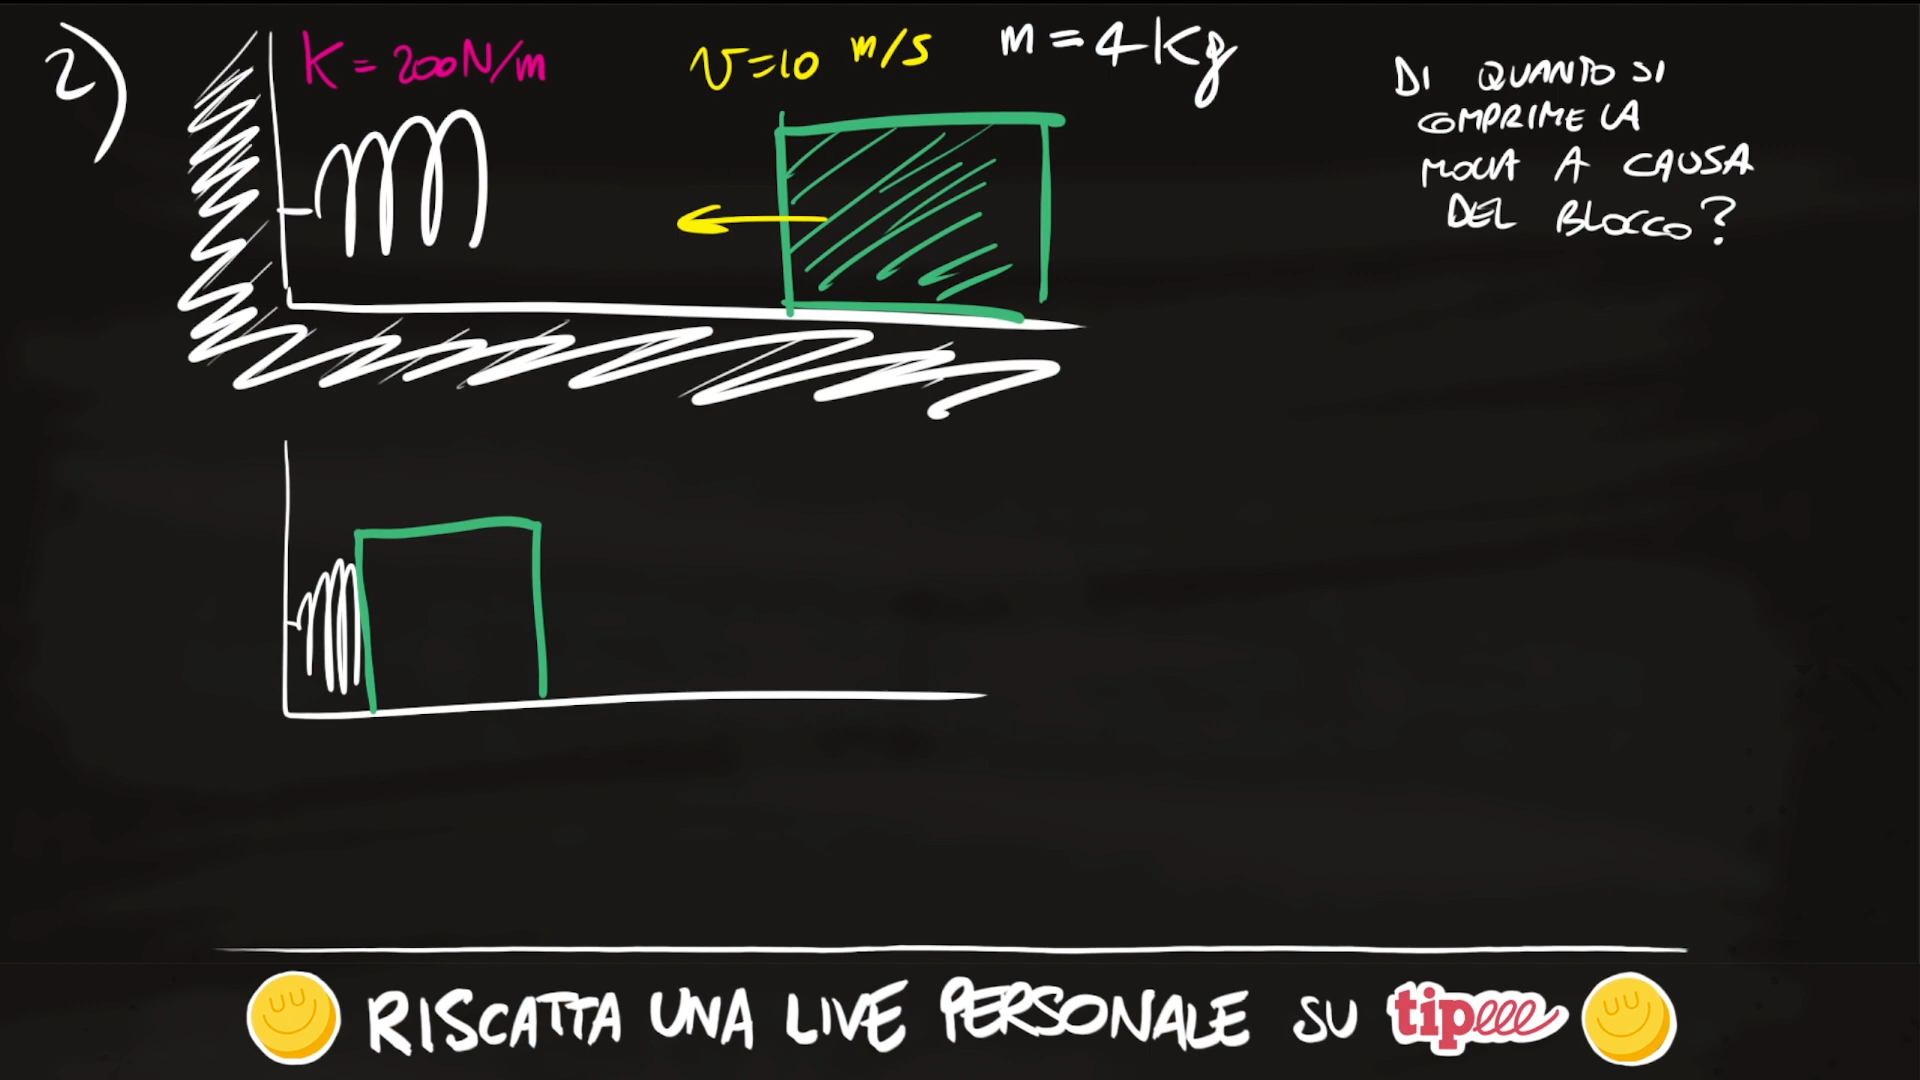 2)
K = 200N/m
v=10 m/s
m = 4 Kg
DI QUANTO SI
COMPRIME LA
MOLLA A CAUSA
DEL BLOCCO?
RISCATTA UNA LIVE PERSONALE SU tipeee